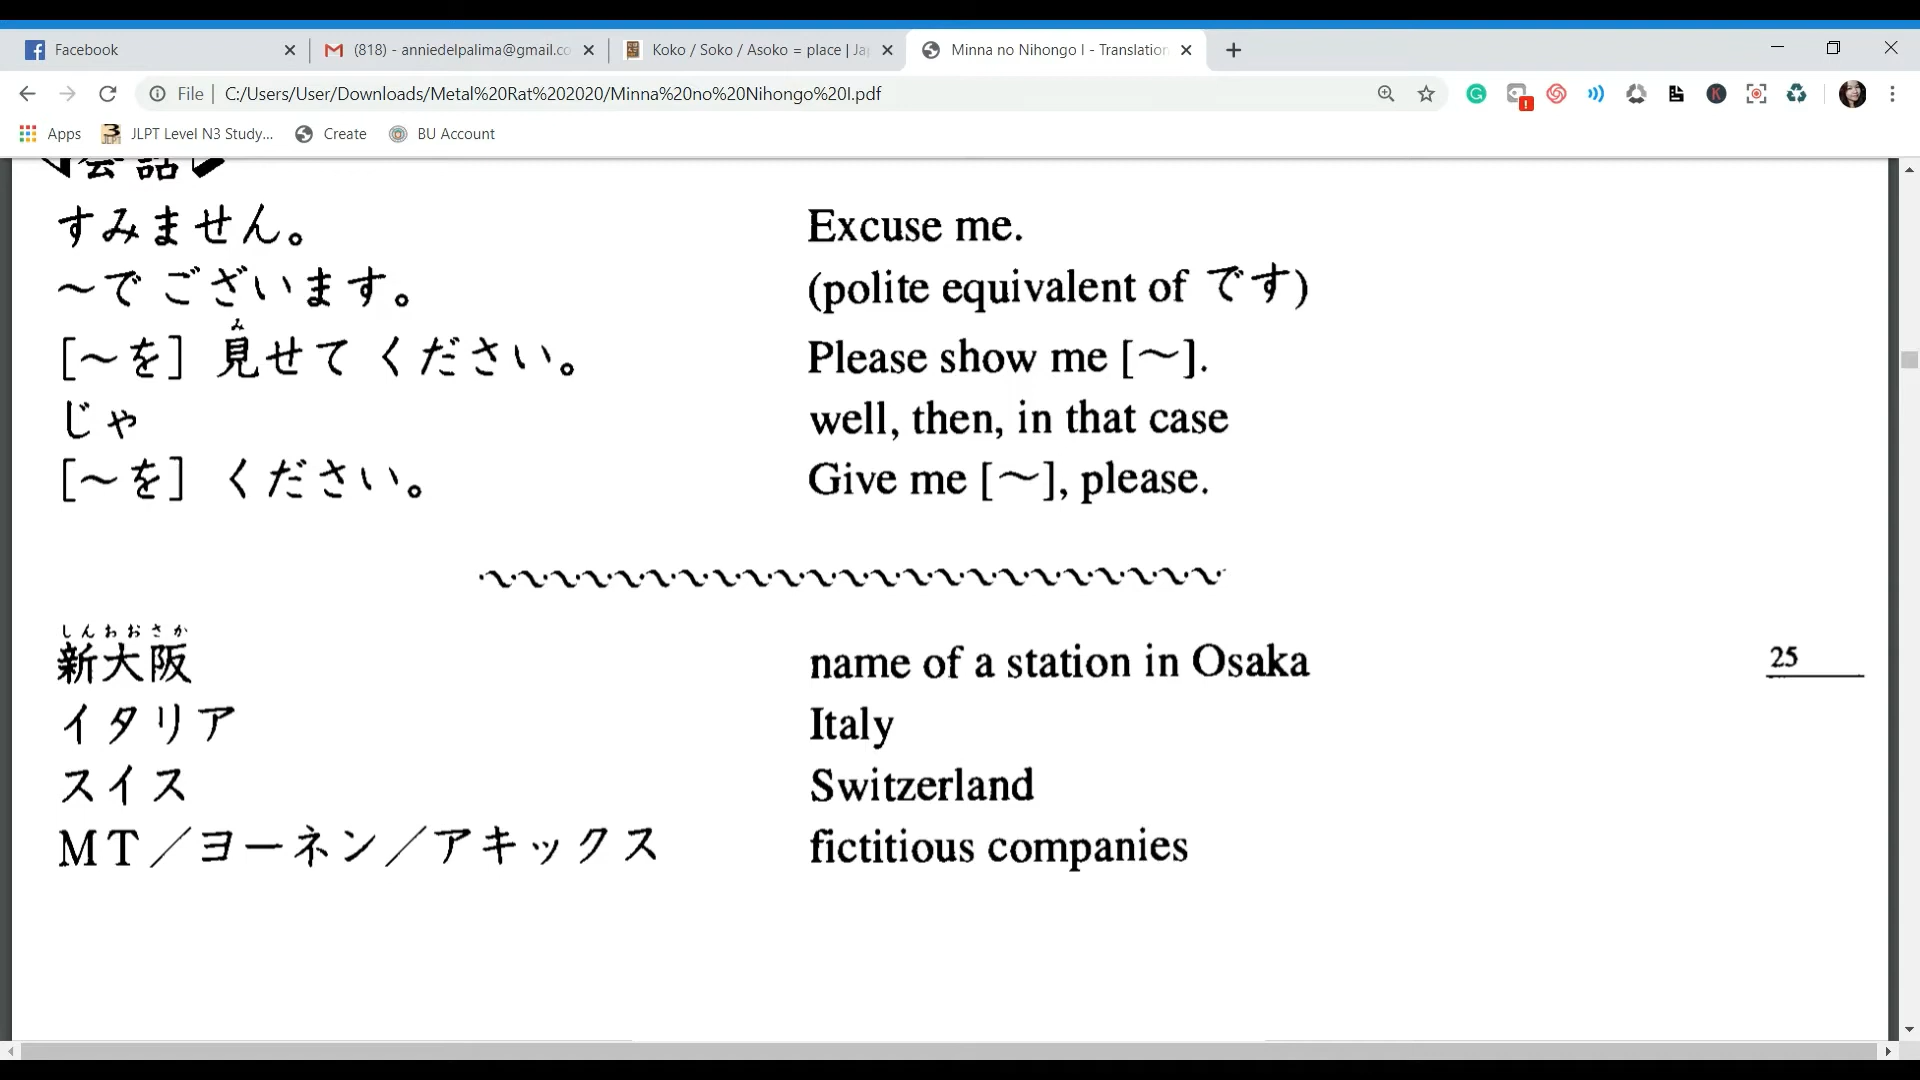 Facebook
(818) - anniedelpalima@gmail.co
Koko / Soko / Asoko = place | Ja
Minna no Nihongo I - Translation
File | C:/Users/User/Downloads/Metal%20Rat%202020/Minna%20no%20Nihongo%20I.pdf
Apps
JLPT Level N3 Study...
Create
BU Account
会話
すみません。 Excuse me.
～で ございます。 (polite equivalent of です)
み
[～を] 見せて ください。 Please show me [～].
じゃ well, then, in that case
[～を] ください。 Give me [～], please.
しんおおさか
新大阪 name of a station in Osaka
25
イタリア Italy
スイス Switzerland
MT／ヨーネン／アキックス fictitious companies